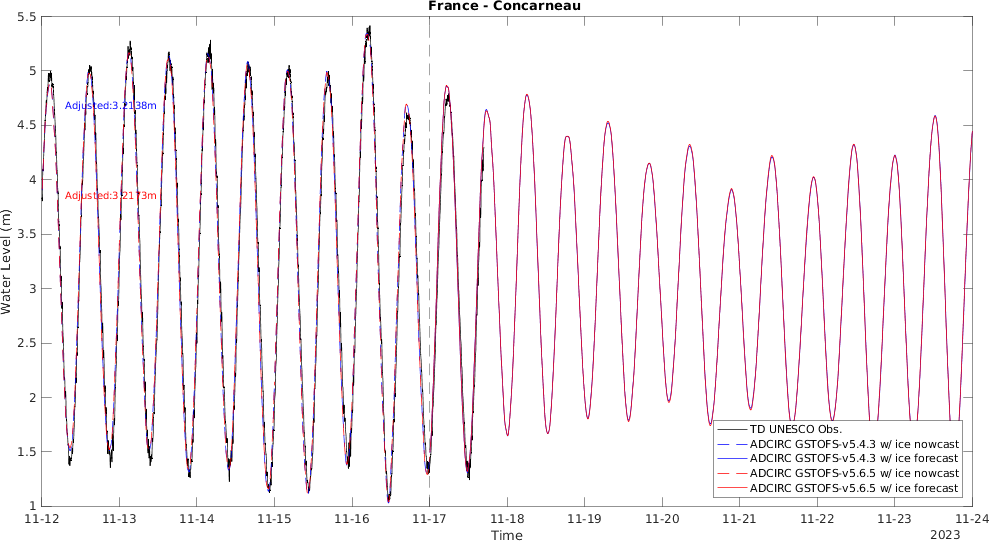 France - Concarneau
5.5
5
4.5
4
3.5
3
2.5
2
1.5
1
Water Level (m)
Adjusted:3.2138m
Adjusted:3.2173m
TD UNESCO Obs.
ADCIRC GSTOFS-v5.4.3 w/ ice nowcast
ADCIRC GSTOFS-v5.4.3 w/ ice forecast
ADCIRC GSTOFS-v5.6.5 w/ ice nowcast
ADCIRC GSTOFS-v5.6.5 w/ ice forecast
11-12 11-13 11-14 11-15 11-16 11-17 11-18 11-19 11-20 11-21 11-22 11-23 11-24
Time
2023